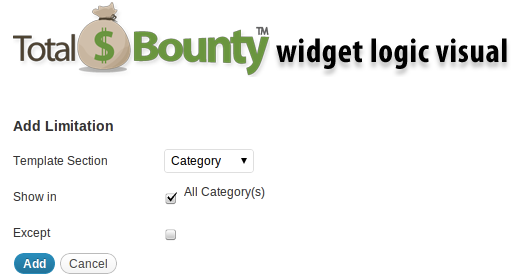 Total $ Bounty™ widget logic visual
Add Limitation
Template Section Category
Show in All Category(s)
Except
Add Cancel